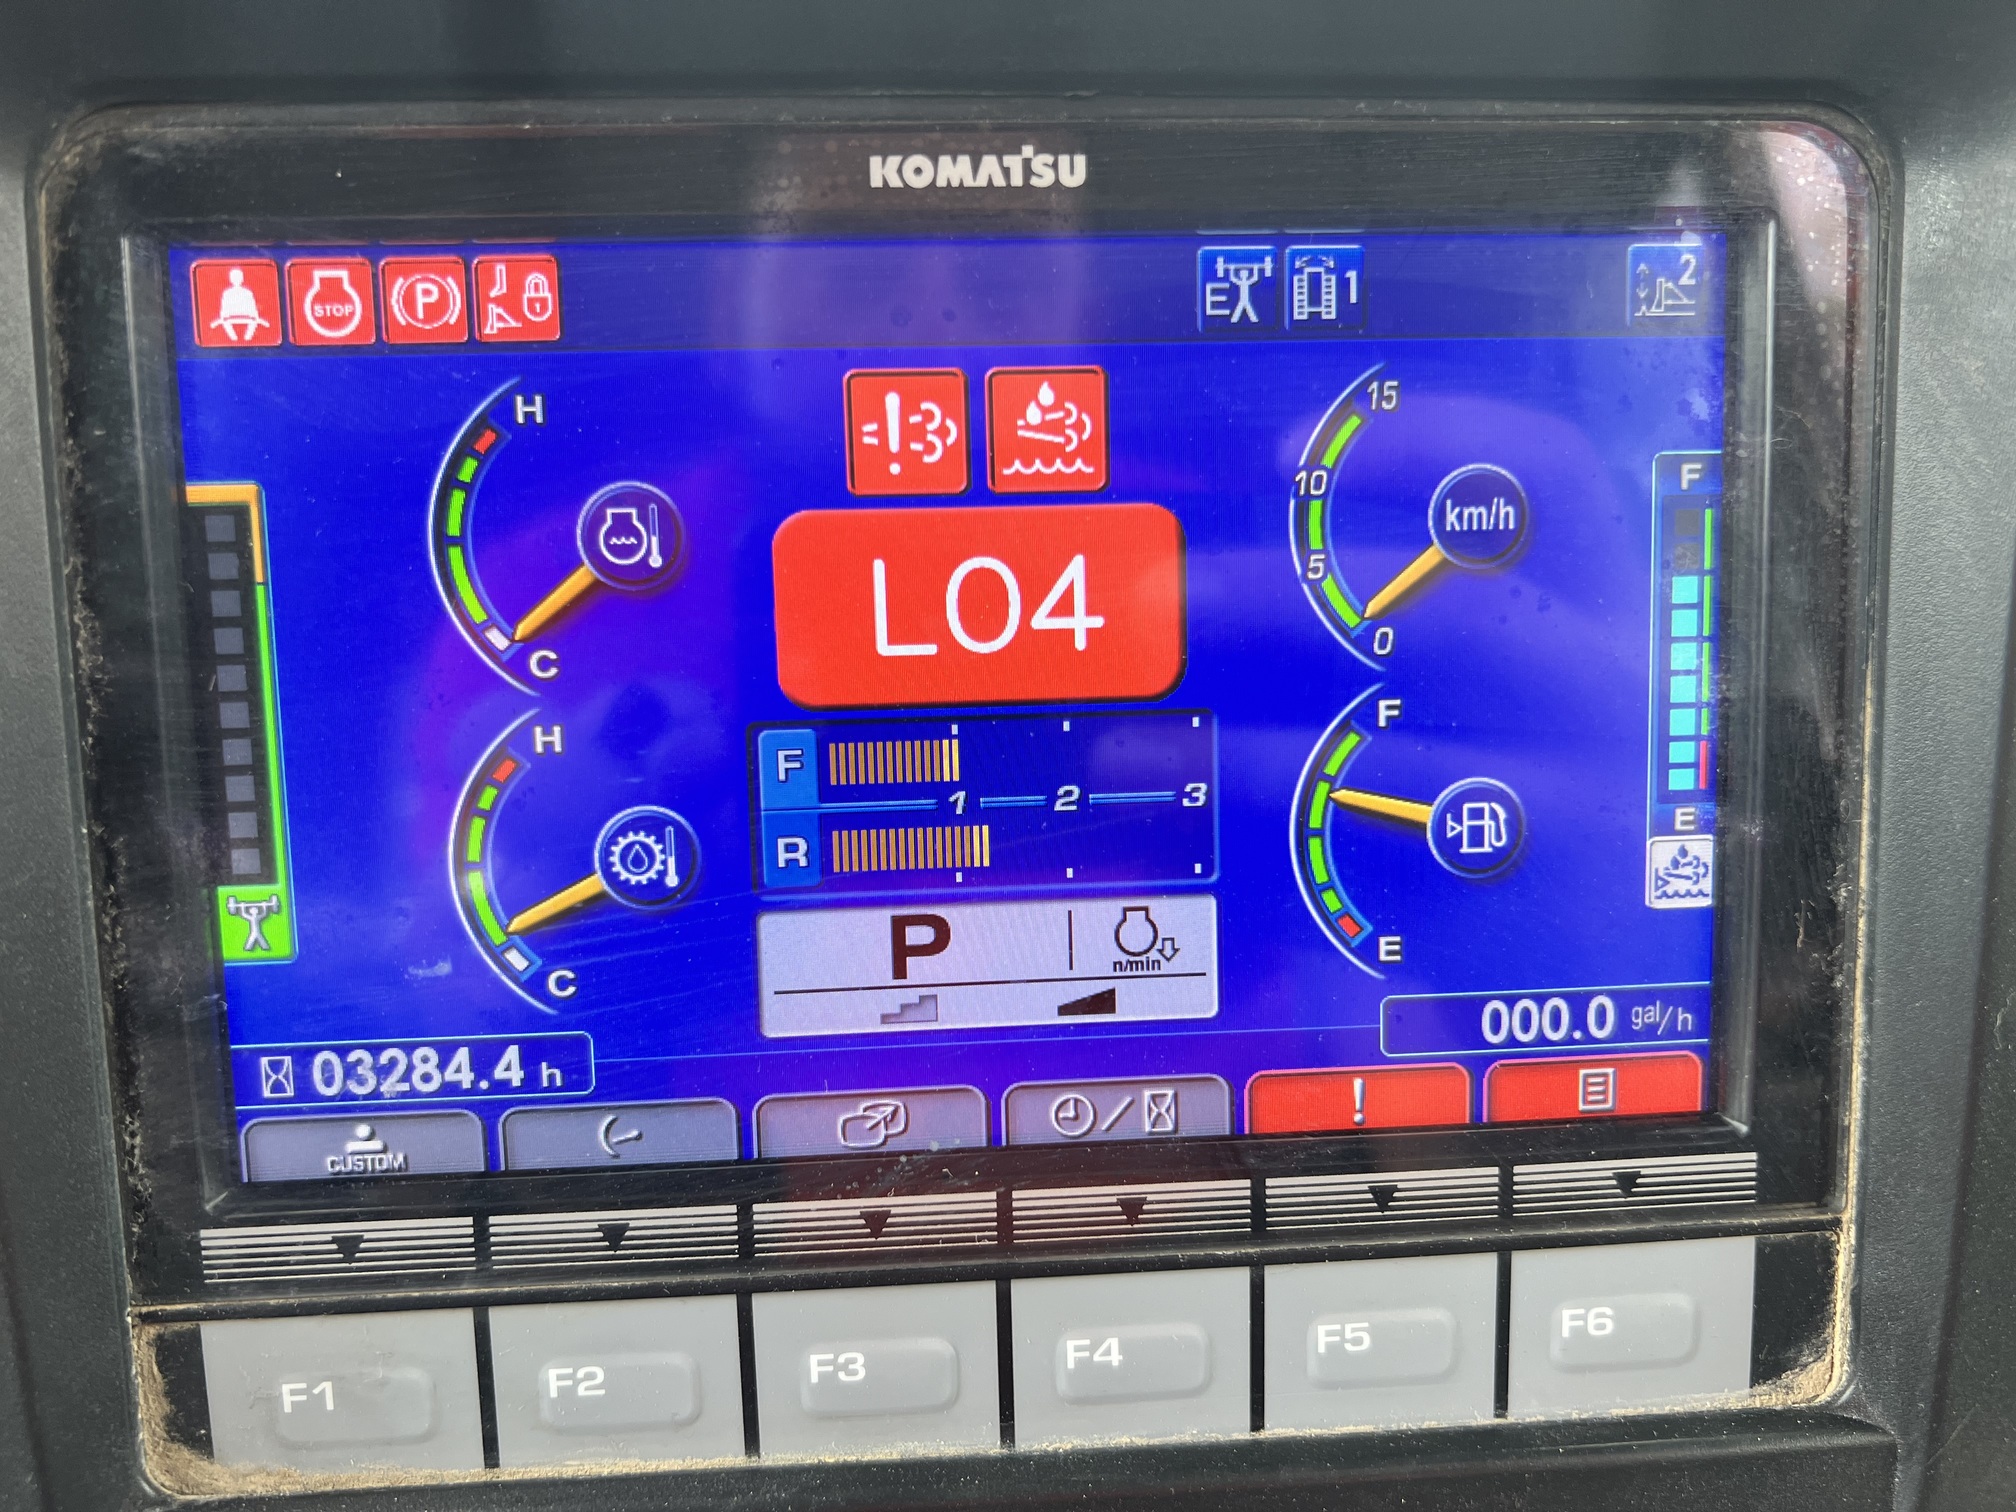 KOMATSU
STOP
P
E
1
2
H
15
10
F
km/h
L04
5
0
C
H
F
F
1 2 3
E
R
P
n/min
E
C
000.0 gal/h
03284.4 h
!
CUSTOM
F1
F2
F3
F4
F5
F6